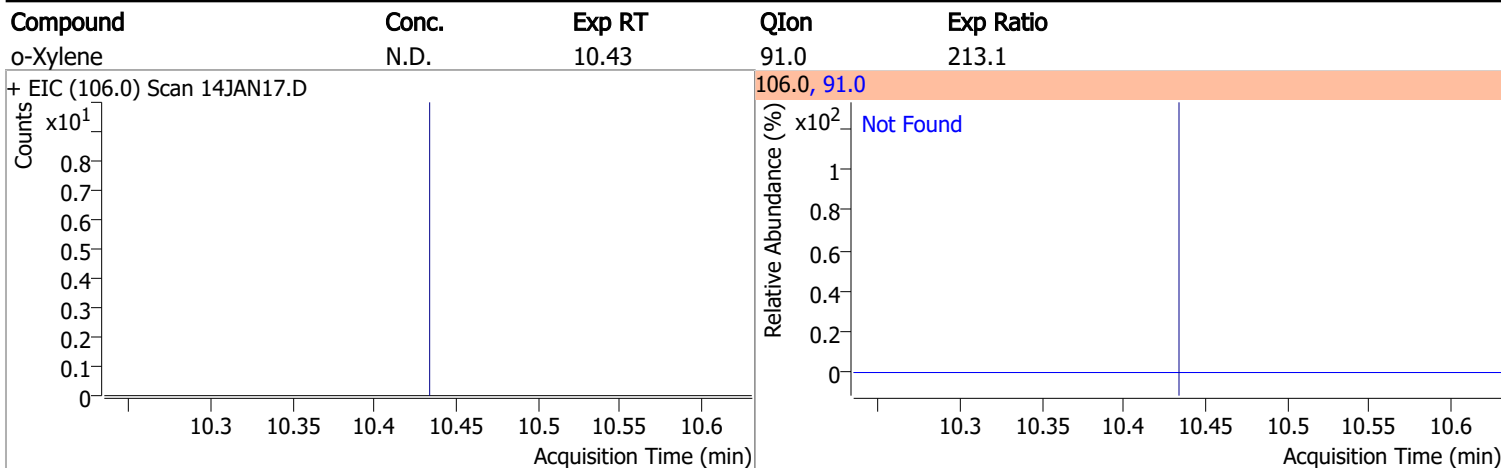 Compound Conc. Exp RT QIon Exp Ratio
o-Xylene N.D. 10.43 91.0 213.1
+ EIC (106.0) Scan 14JAN17.D
Counts
x10¹
0.8
0.7
0.6
0.5
0.4
0.3
0.2
0.1
0
10.3 10.35 10.4 10.45 10.5 10.55 10.6
Acquisition Time (min)
106.0, 91.0
Relative Abundance (%)
x10²
Not Found
1
0.8
0.6
0.4
0.2
0
10.3 10.35 10.4 10.45 10.5 10.55 10.6
Acquisition Time (min)